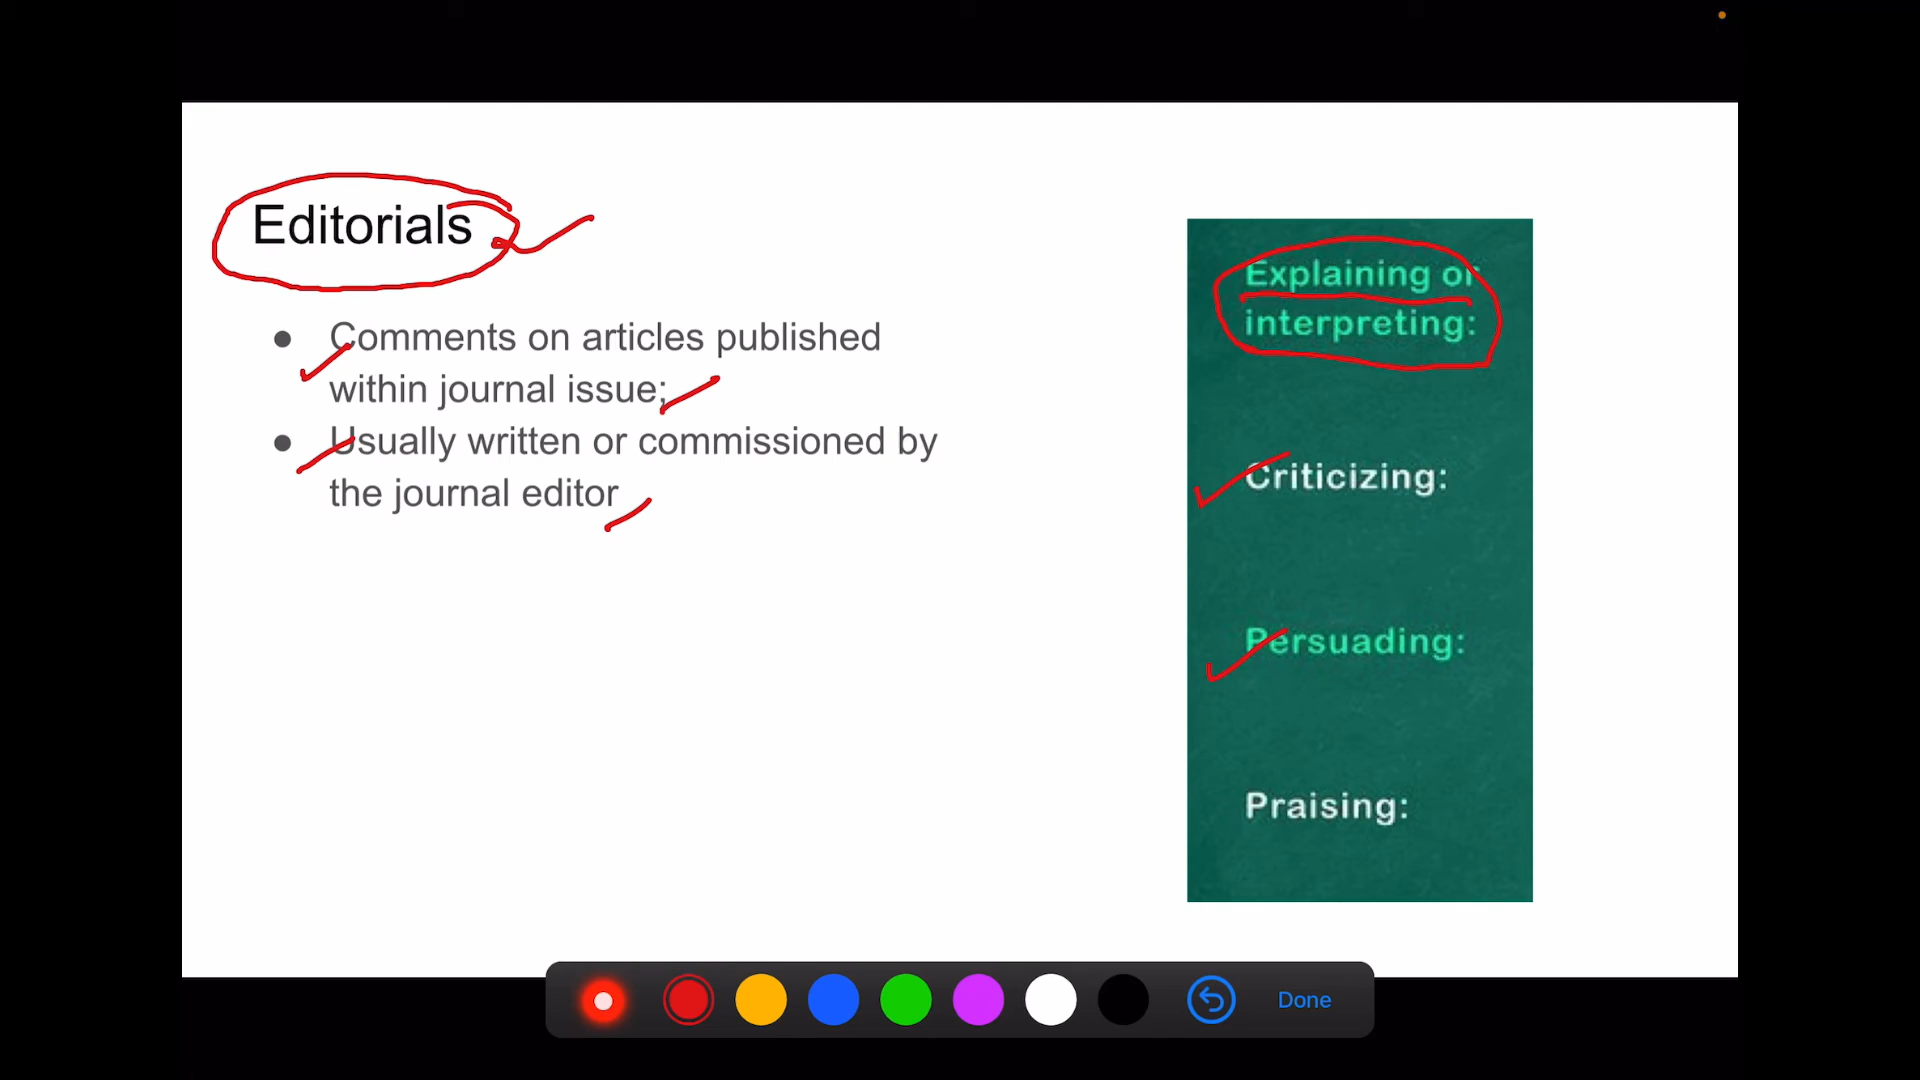 Editorials
● Comments on articles published
within journal issue;
● Usually written or commissioned by
the journal editor
Explaining or
interpreting:
Criticizing:
Persuading:
Praising:
Done